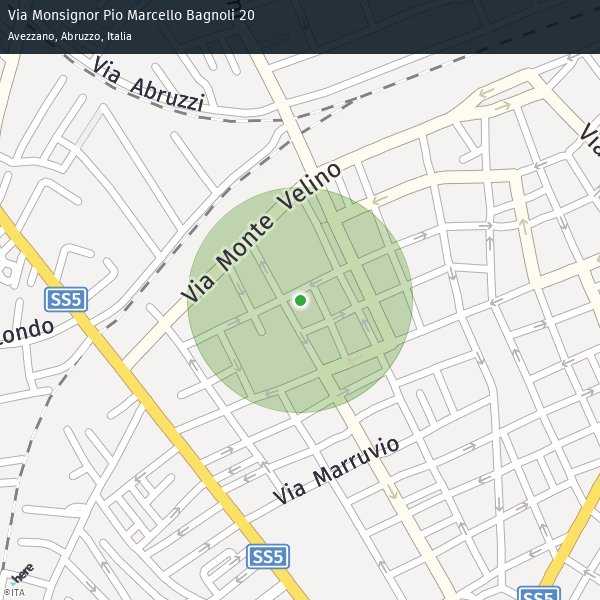 Via Monsignor Pio Marcello Bagnoli 20
Avezzano, Abruzzo, Italia
Via Abruzzi
Via
Via Monte Velino
SS5
ondo
Via Marruvio
SS5
SS5
here
©ITA